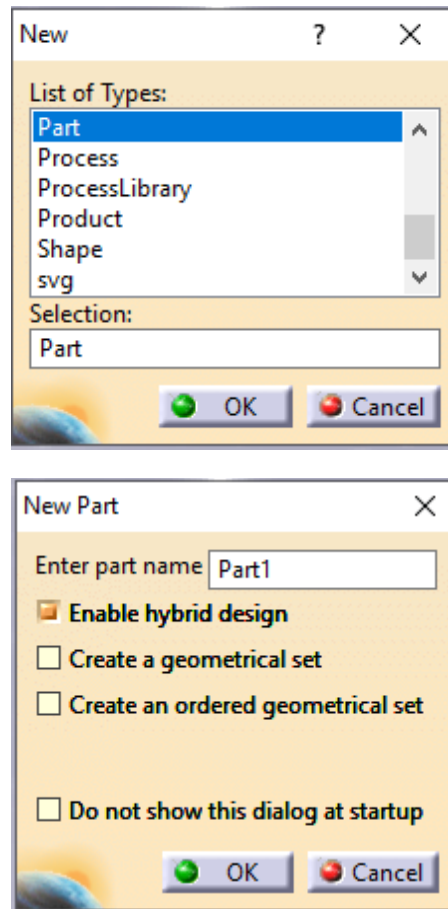 New ?
List of Types:
Part
Process
ProcessLibrary
Product
Shape
svg
Selection:
Part
OK Cancel
New Part
Enter part name Part1
Enable hybrid design
Create a geometrical set
Create an ordered geometrical set
Do not show this dialog at startup
OK Cancel